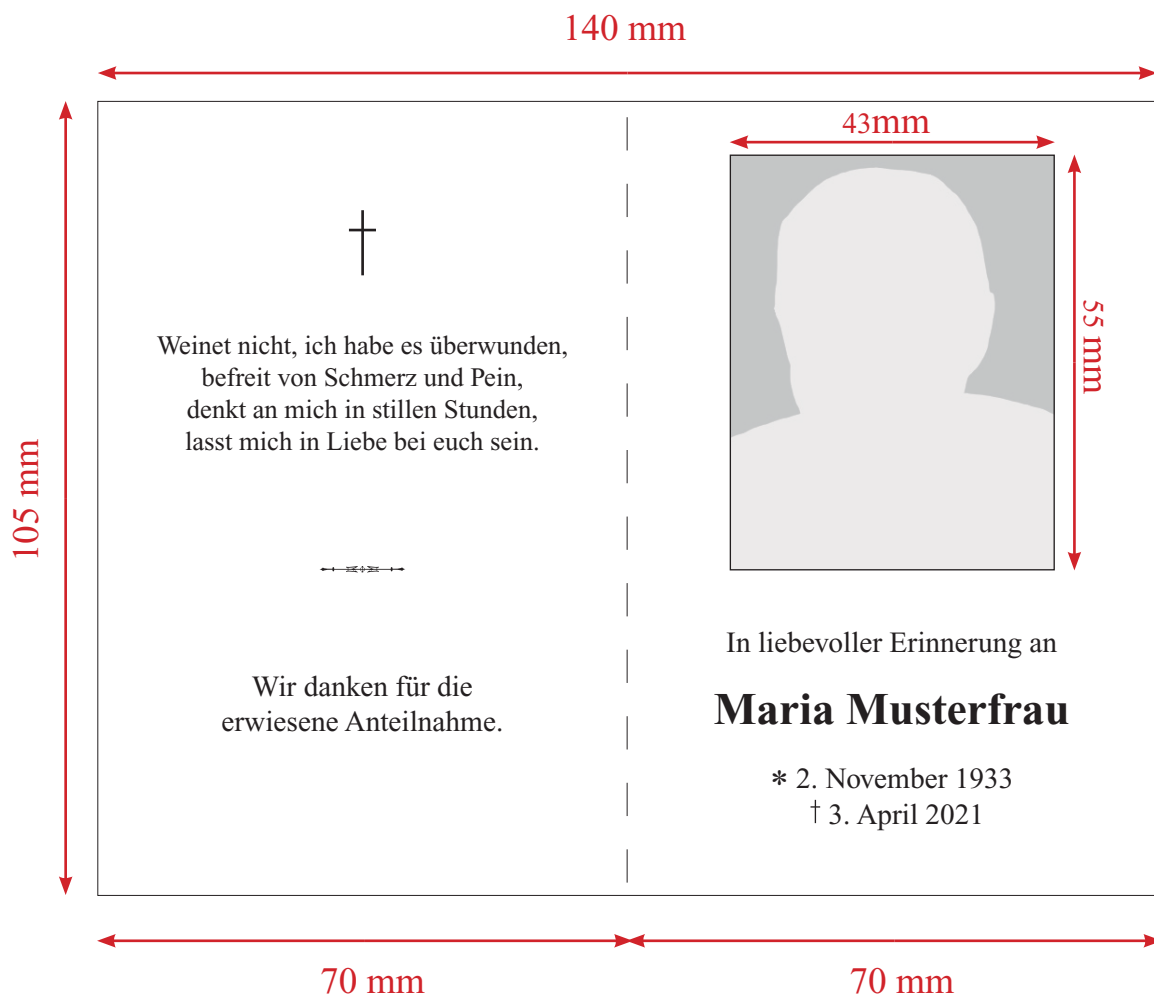 140 mm
43mm
55 mm
105 mm
Weinet nicht, ich habe es überwunden,
befreit von Schmerz und Pein,
denkt an mich in stillen Stunden,
lasst mich in Liebe bei euch sein.
Wir danken für die
erwiesene Anteilnahme.
In liebevoller Erinnerung an
Maria Musterfrau
* 2. November 1933
† 3. April 2021
70 mm
70 mm